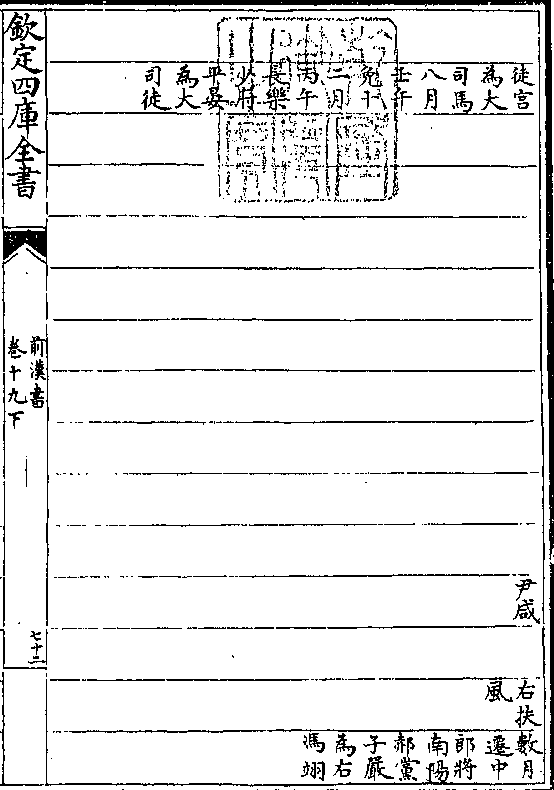 徒宫
為大
司馬
八月
壬午
免十
二月
丙午
長樂
少府
平晏
為大
司徒
尹咸
右扶
風
數月
遷中
郎將
南陽
郝黨
子嚴
為右
馮翊
欽定四庫全書
前漢書
卷十九下
七十二